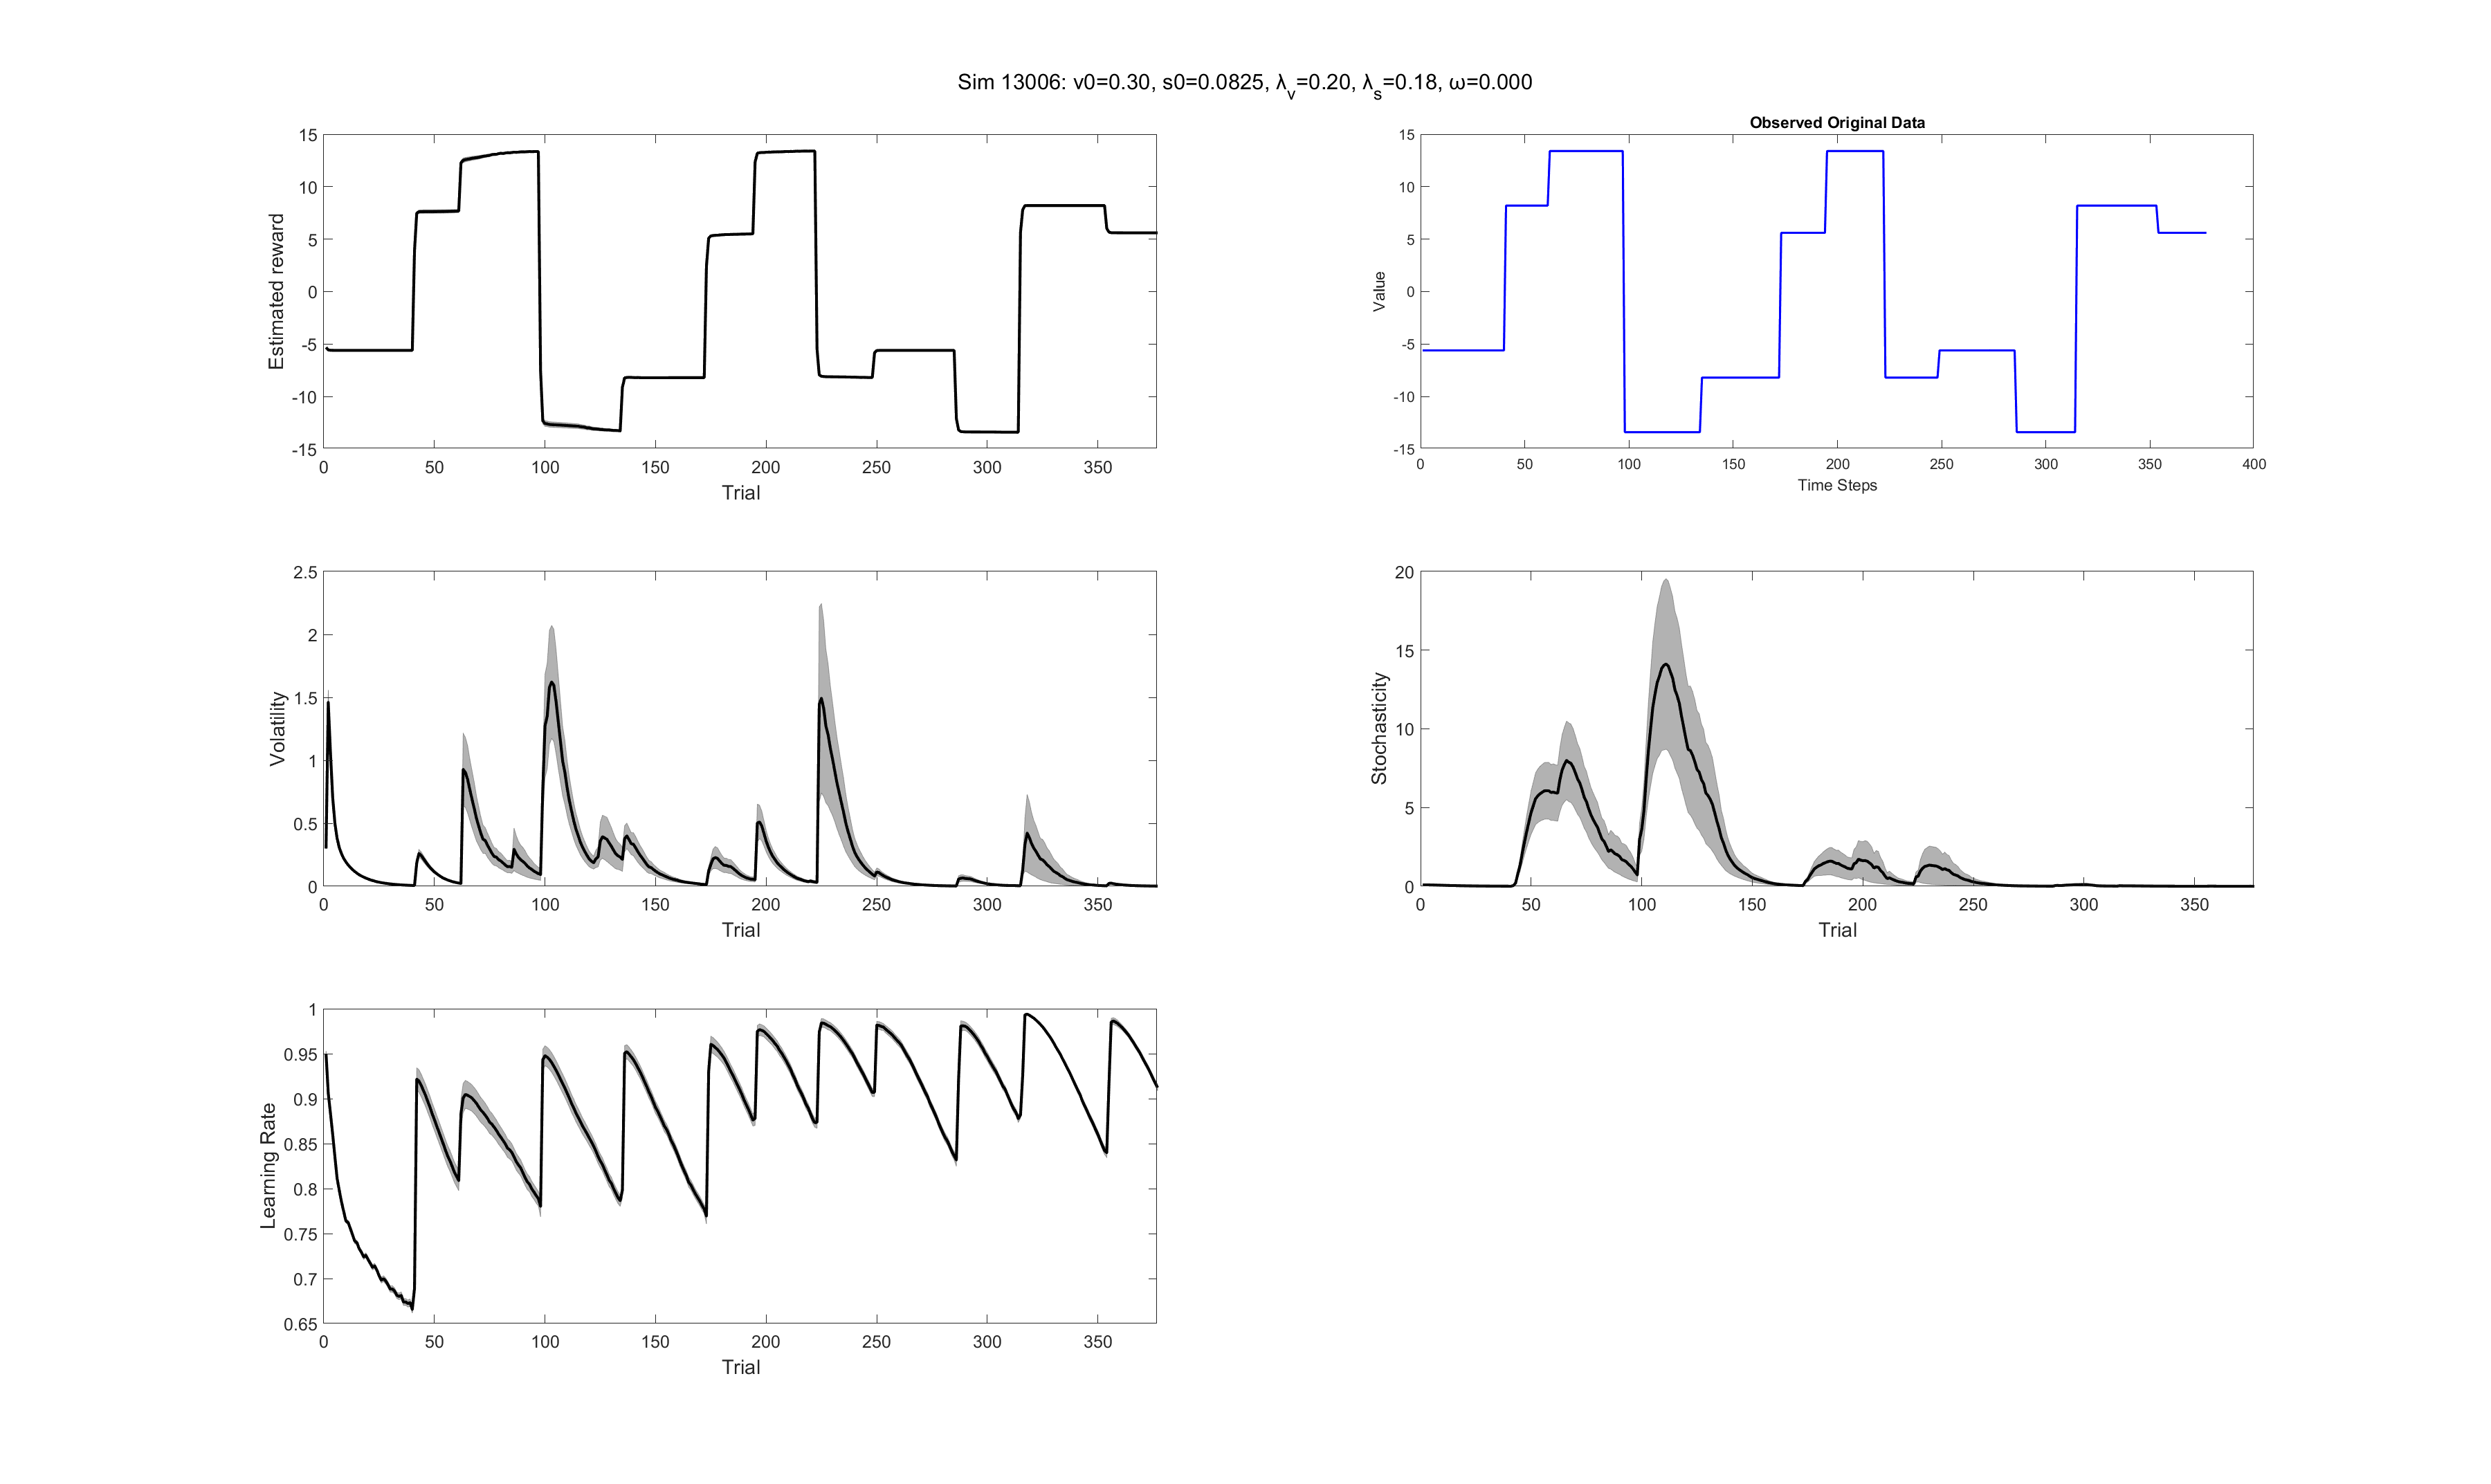 Sim 13006: v0=0.30, s0=0.0825, λv=0.20, λs=0.18, ω=0.000
15
10
5
0
-5
-10
-15
Estimated reward
0 50 100 150 200 250 300 350
Trial
Observed Original Data
15
10
5
0
-5
-10
-15
Value
0 50 100 150 200 250 300 350 400
Time Steps
2.5
2
1.5
1
0.5
0
Volatility
0 50 100 150 200 250 300 350
Trial
20
15
10
5
0
Stochasticity
0 50 100 150 200 250 300 350
Trial
1
0.95
0.9
0.85
0.8
0.75
0.7
0.65
Learning Rate
0 50 100 150 200 250 300 350
Trial